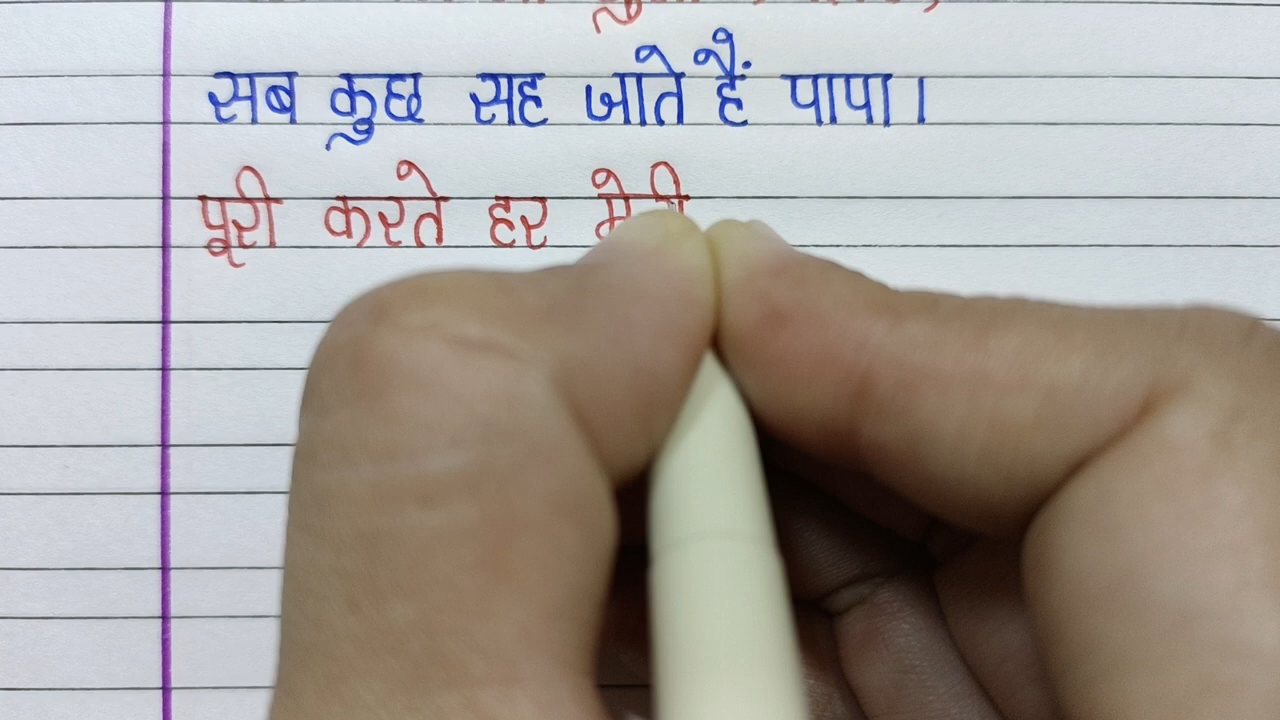 सब कुछ सह जाते हैं पापा।
पूरी करते हर मेरी